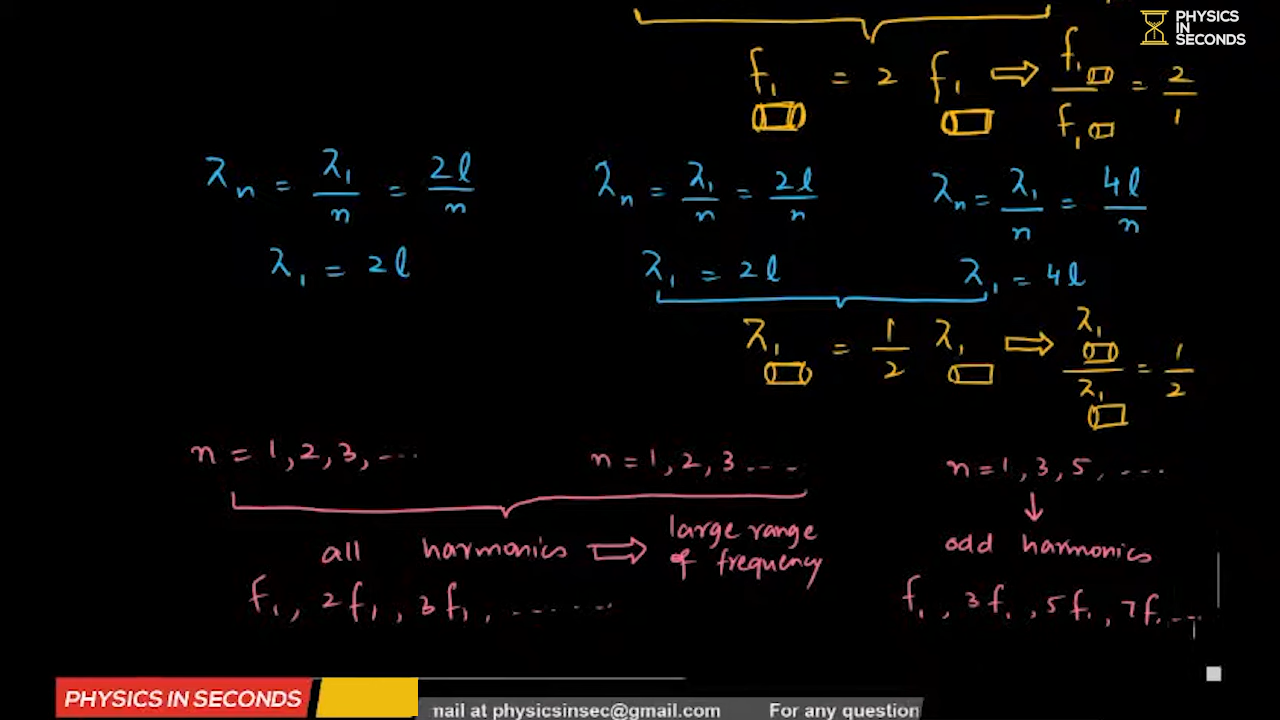 PHYSICS
IN
SECONDS
f₁ = 2 f₁ ⇒ f₁ / f₁ = 2/1
λn = λ₁/n = 2l/n
λn = λ₁/n = 2l/n
λn = λ₁/n = 4l/n
λ₁ = 2l
λ₁ = 2l
λ₁ = 4l
λ₁ = 1/2 λ₁ ⇒ λ₁ / λ₁ = 1/2
n = 1, 2, 3, ....
n = 1, 2, 3 ....
n = 1, 3, 5, ....
all harmonics ⇒ large range
of frequency
odd harmonics
f₁, 2f₁, 3f₁, .......
f₁, 3f₁, 5f₁, 7f₁ ...
PHYSICS IN SECONDS
mail at physicsinsec@gmail.com For any question